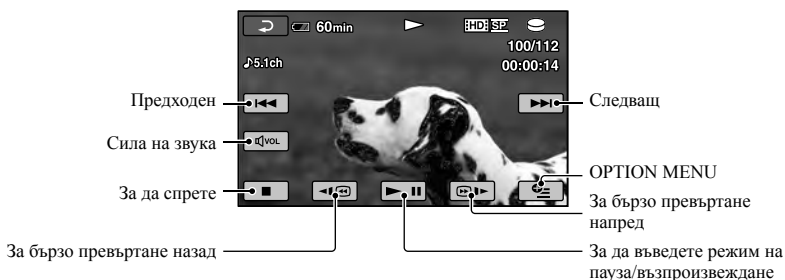 60min
HD SP
100/112
♪5.1ch
00:00:14
Предходен
Следващ
VOL
Сила на звука
OPTION MENU
За да спрете
За бързо превъртане
напред
За бързо превъртане назад
За да въведете режим на
пауза/възпроизвеждане